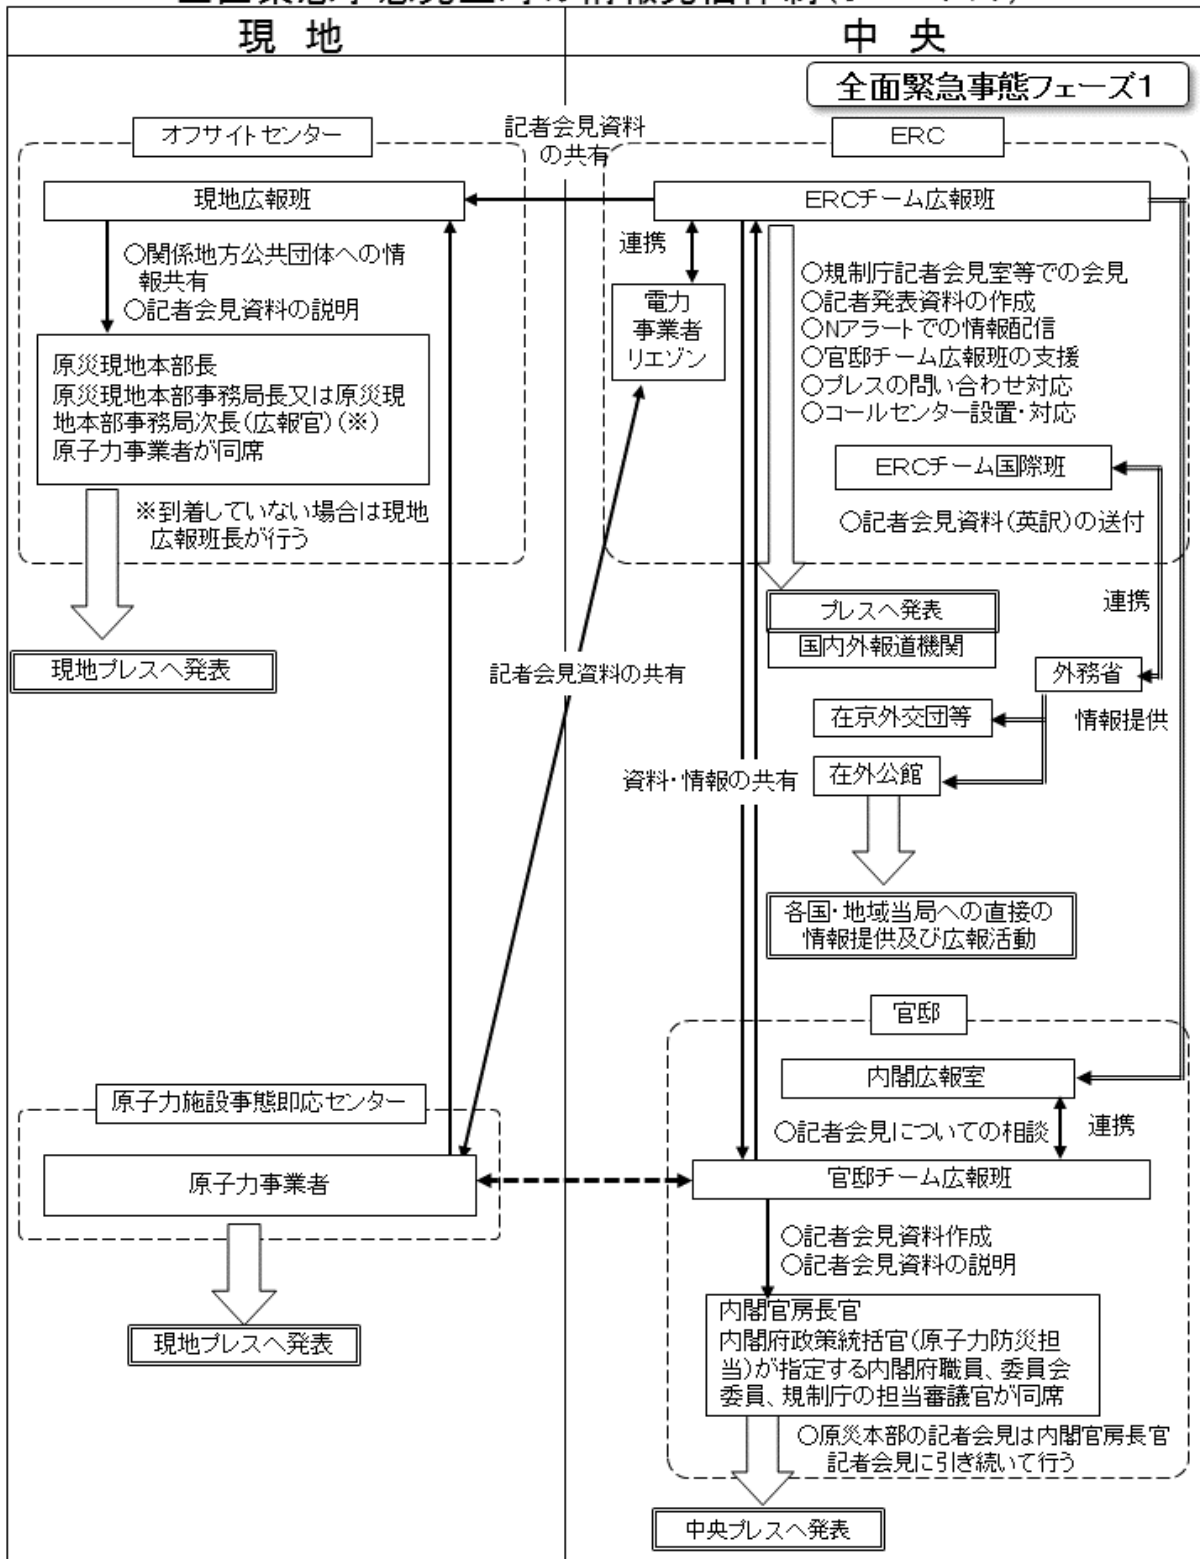 現 地
中 央
全面緊急事態フェーズ1
オフサイトセンター
記者会見資料
の共有
ERC
現地広報班
ERCチーム広報班
○関係地方公共団体への情
報共有
○記者会見資料の説明
連携
電力
事業者
リエゾン
○規制庁記者会見室等での会見
○記者発表資料の作成
○Nアラートでの情報配信
○官邸チーム広報班の支援
○プレスの問い合わせ対応
○コールセンター設置・対応
原災現地本部長
原災現地本部事務局長又は原災現
地本部事務局次長(広報官)(※)
原子力事業者が同席
ERCチーム国際班
※到着していない場合は現地
広報班長が行う
○記者会見資料(英訳)の送付
連携
プレスへ発表
国内外報道機関
現地プレスへ発表
記者会見資料の共有
外務省
在京外交団等
情報提供
資料・情報の共有
在外公館
各国・地域当局への直接の
情報提供及び広報活動
官邸
内閣広報室
原子力施設事態即応センター
○記者会見についての相談
連携
原子力事業者
官邸チーム広報班
○記者会見資料作成
○記者会見資料の説明
現地プレスへ発表
内閣官房長官
内閣府政策統括官(原子力防災担
当)が指定する内閣府職員、委員会
委員、規制庁の担当審議官が同席
○原災本部の記者会見は内閣官房長官
記者会見に引き続いて行う
中央プレスへ発表